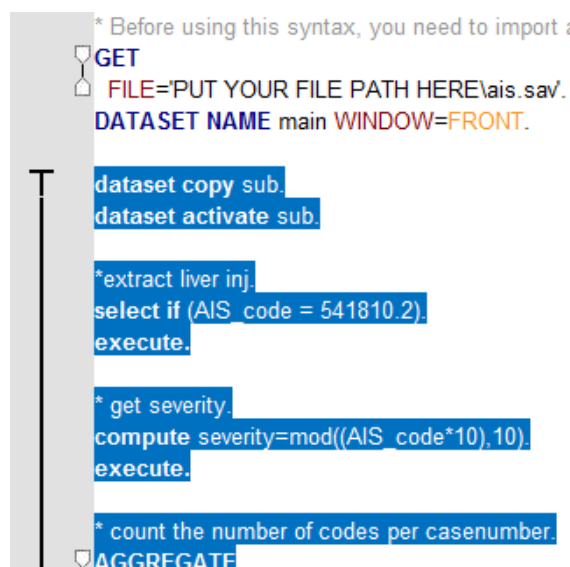 * Before using this syntax, you need to import
GET
FILE='PUT YOUR FILE PATH HERE\ais.sav'.
DATASET NAME main WINDOW=FRONT.
dataset copy sub.
dataset activate sub.
*extract liver inj.
select if (AIS_code = 541810.2).
execute.
* get severity.
compute severity=mod((AIS_code*10),10).
execute.
* count the number of codes per casenumber.
AGGREGATE